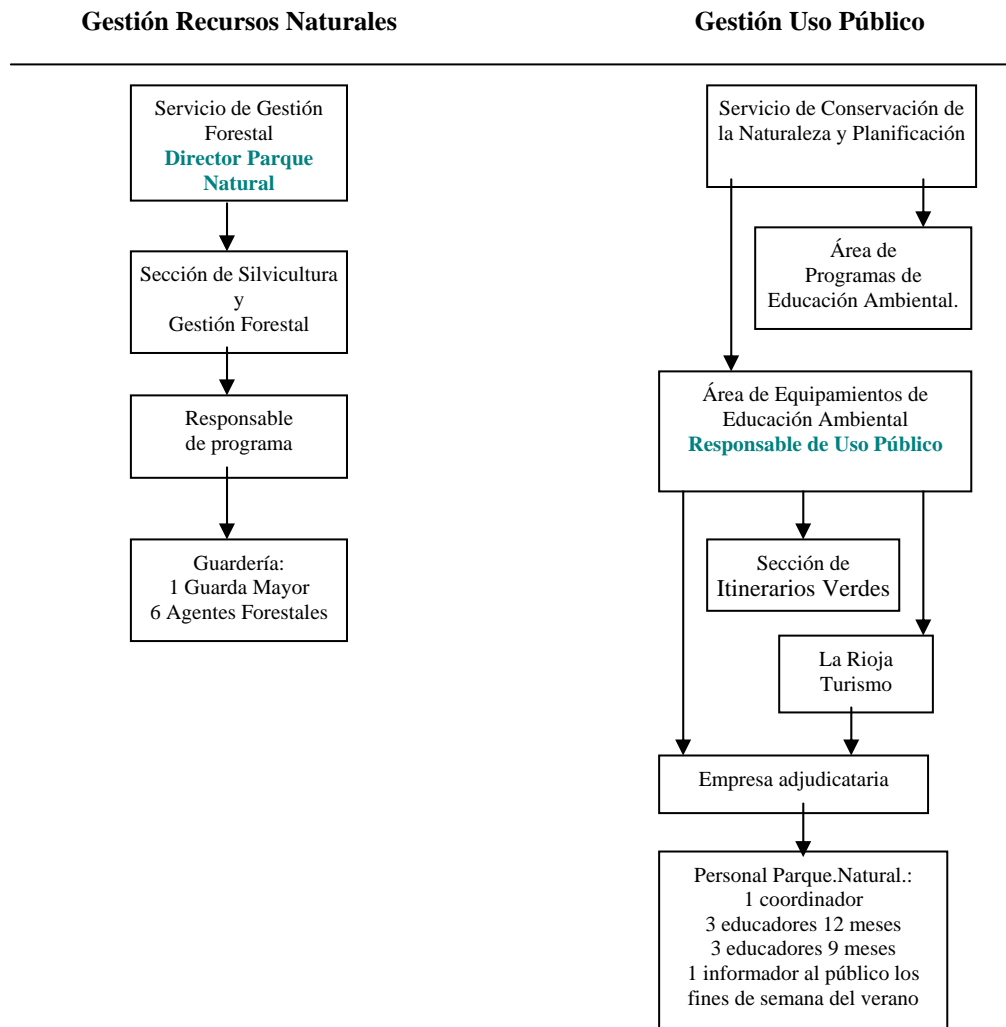 Gestión Recursos Naturales
Gestión Uso Público
Servicio de Gestión
Forestal
Director Parque
Natural
Sección de Silvicultura
y
Gestión Forestal
Responsable
de programa
Guardería:
1 Guarda Mayor
6 Agentes Forestales
Servicio de Conservación de
la Naturaleza y Planificación
Área de
Programas de
Educación Ambiental.
Área de Equipamientos de
Educación Ambiental
Responsable de Uso Público
Sección de
Itinerarios Verdes
La Rioja
Turismo
Empresa adjudicataria
Personal Parque.Natural.:
1 coordinador
3 educadores 12 meses
3 educadores 9 meses
1 informador al público los
fines de semana del verano